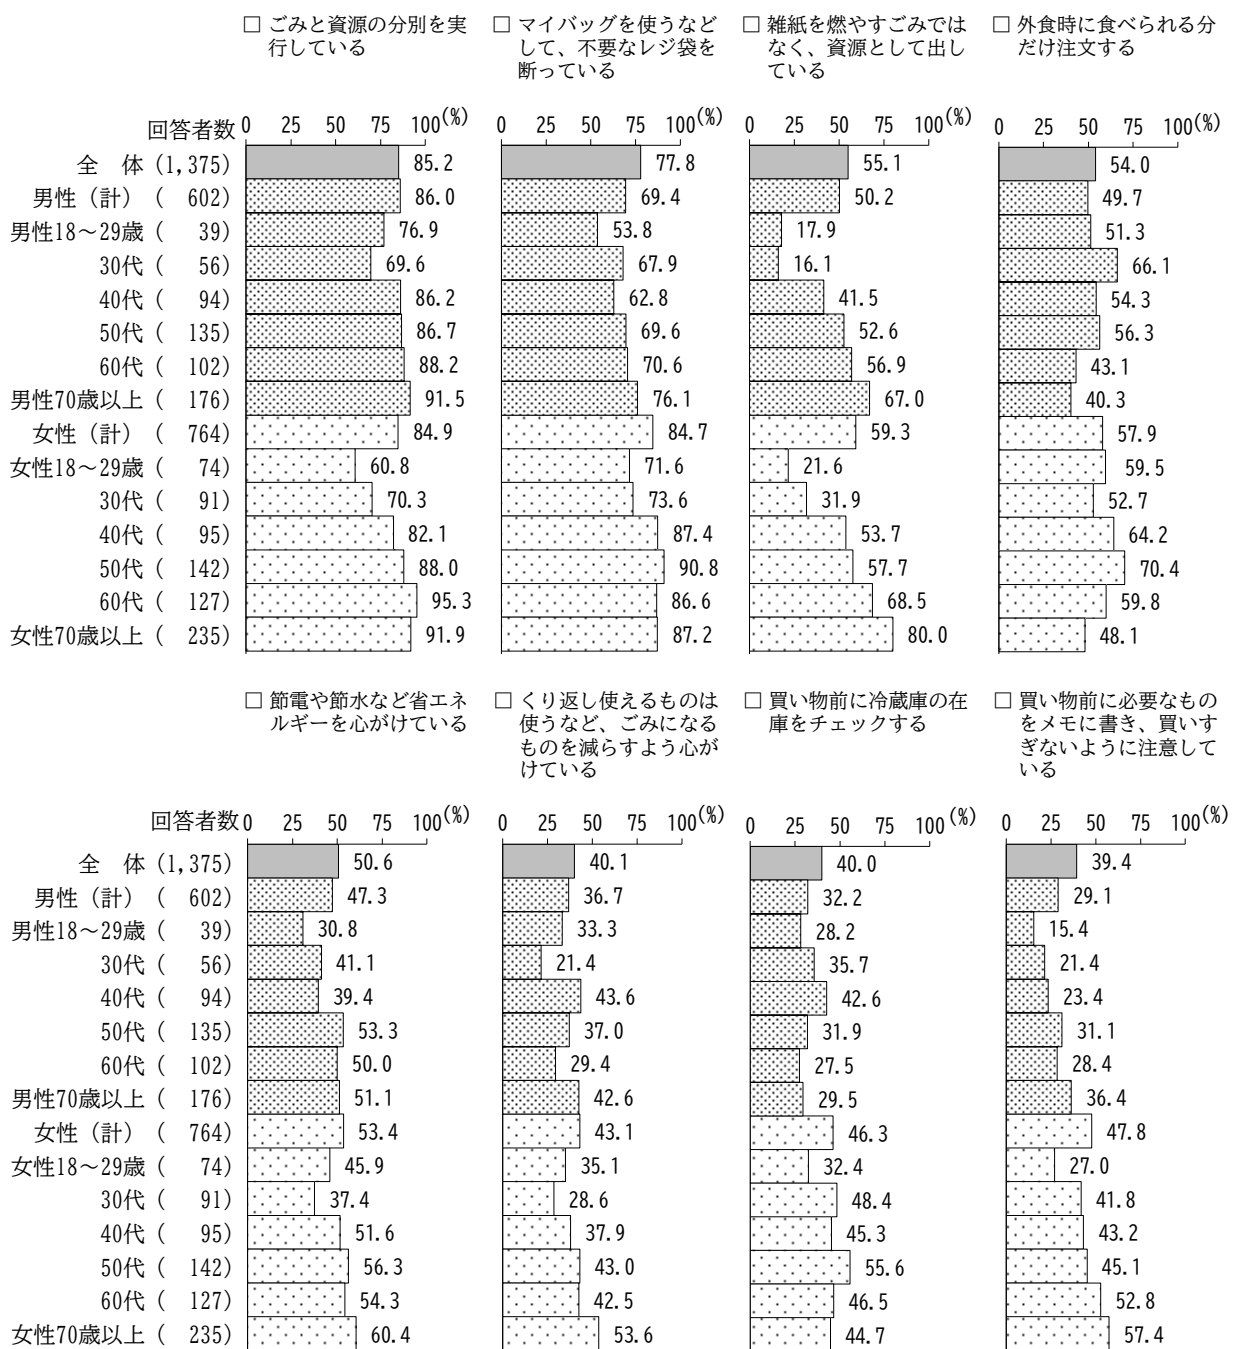 □ ごみと資源の分別を実
行している
□ マイバッグを使うなど
して、不要なレジ袋を
断っている
□ 雑紙を燃やすごみでは
なく、資源として出し
ている
□ 外食時に食べられる分
だけ注文する
回答者数 0 25 50 75 100(%) 0 25 50 75 100(%) 0 25 50 75 100(%) 0 25 50 75 100(%)
全　体 (1,375) 85.2 77.8 55.1 54.0
男性（計） ( 602) 86.0 69.4 50.2 49.7
男性18～29歳 ( 39) 76.9 53.8 17.9 51.3
30代 ( 56) 69.6 67.9 16.1 66.1
40代 ( 94) 86.2 62.8 41.5 54.3
50代 ( 135) 86.7 69.6 52.6 56.3
60代 ( 102) 88.2 70.6 56.9 43.1
男性70歳以上 ( 176) 91.5 76.1 67.0 40.3
女性（計） ( 764) 84.9 84.7 59.3 57.9
女性18～29歳 ( 74) 60.8 71.6 21.6 59.5
30代 ( 91) 70.3 73.6 31.9 52.7
40代 ( 95) 82.1 87.4 53.7 64.2
50代 ( 142) 88.0 90.8 57.7 70.4
60代 ( 127) 95.3 86.6 68.5 59.8
女性70歳以上 ( 235) 91.9 87.2 80.0 48.1
□ 節電や節水など省エネ
ルギーを心がけている
□ くり返し使えるものは
使うなど、ごみになる
ものを減らすよう心が
けている
□ 買い物前に冷蔵庫の在
庫をチェックする
□ 買い物前に必要なもの
をメモに書き、買いす
ぎないように注意して
いる
回答者数 0 25 50 75 100(%) 0 25 50 75 100(%) 0 25 50 75 100(%) 0 25 50 75 100(%)
全　体 (1,375) 50.6 40.1 40.0 39.4
男性（計） ( 602) 47.3 36.7 32.2 29.1
男性18～29歳 ( 39) 30.8 33.3 28.2 15.4
30代 ( 56) 41.1 21.4 35.7 21.4
40代 ( 94) 39.4 43.6 42.6 23.4
50代 ( 135) 53.3 37.0 31.9 31.1
60代 ( 102) 50.0 29.4 27.5 28.4
男性70歳以上 ( 176) 51.1 42.6 29.5 36.4
女性（計） ( 764) 53.4 43.1 46.3 47.8
女性18～29歳 ( 74) 45.9 35.1 32.4 27.0
30代 ( 91) 37.4 28.6 48.4 41.8
40代 ( 95) 51.6 37.9 45.3 43.2
50代 ( 142) 56.3 43.0 55.6 45.1
60代 ( 127) 54.3 42.5 46.5 52.8
女性70歳以上 ( 235) 60.4 53.6 44.7 57.4